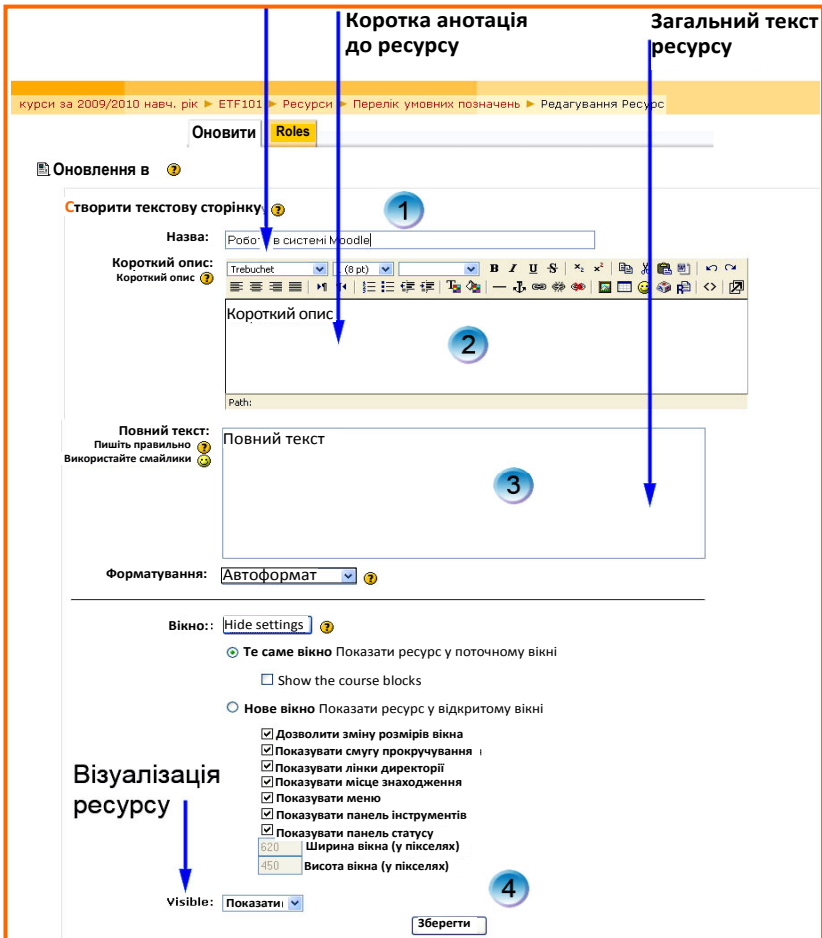 Коротка анотація
до ресурсу
Загальний текст
ресурсу
курси за 2009/2010 навч. рік ► ETF101 ► Ресурси ► Перелік умовних позначень ► Редагування Ресурс
Оновити Roles
Оновлення в
Створити текстову сторінку
1
Назва: Робота в системі Moodle
Короткий опис:
Короткий опис
Trebuchet 1 (8 pt) B I U S ×₂ ×²
Короткий опис
2
Path:
Повний текст:
Пишіть правильно
Використайте смайлики
Повний текст
3
Форматування: Автоформат
Вікно:: Hide settings
Те саме вікно Показати ресурс у поточному вікні
Show the course blocks
Нове вікно Показати ресурс у відкритому вікні
Дозволити зміну розмірів вікна
Показувати смугу прокручування
Показувати лінки директорії
Показувати місце знаходження
Показувати меню
Показувати панель інструментів
Показувати панель статусу
620 Ширина вікна (у пікселях)
450 Висота вікна (у пікселях)
Візуалізація
ресурсу
4
Visible: Показати
Зберегти